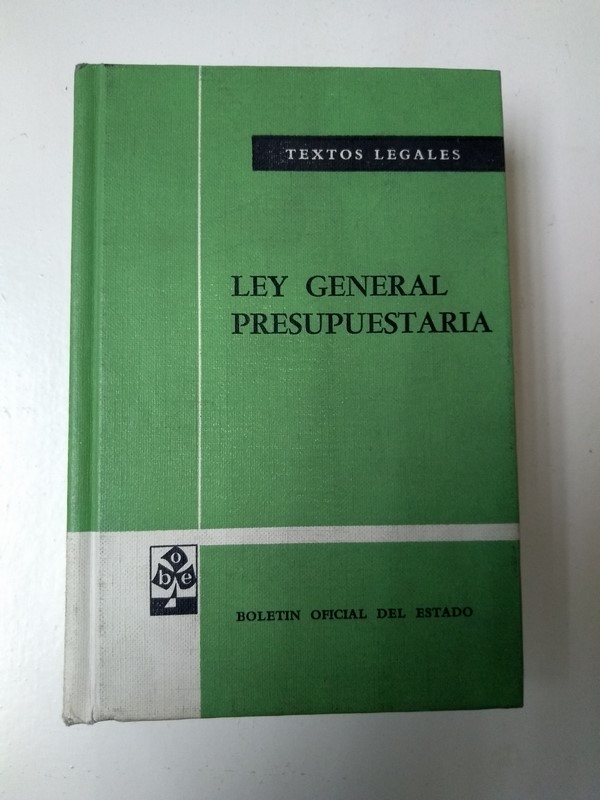 TEXTOS LEGALES
LEY GENERAL
PRESUPUESTARIA
boe
BOLETIN OFICIAL DEL ESTADO